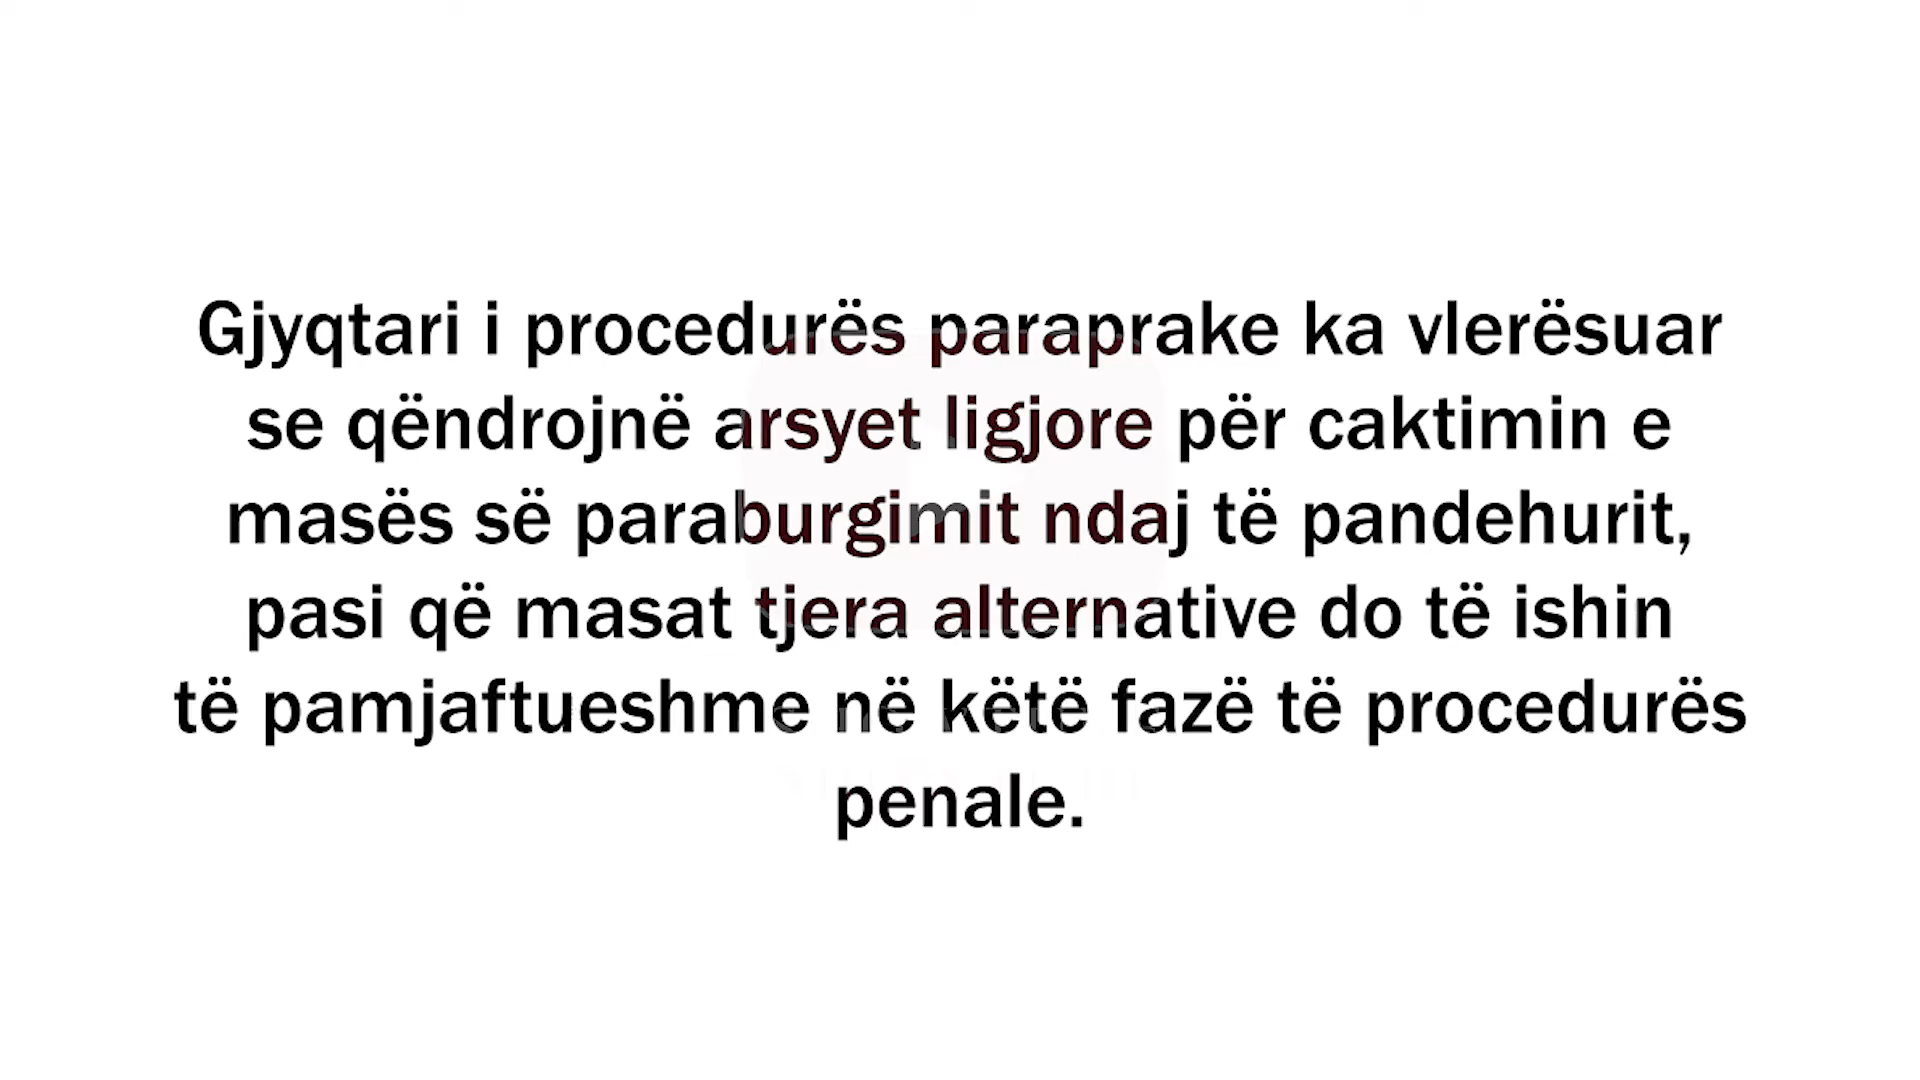 Gjyqtari i procedurës paraprake ka vlerësuar
se qëndrojnë arsyet ligjore për caktimin e
masës së paraburgimit ndaj të pandehurit,
pasi që masat tjera alternative do të ishin
të pamjaftueshme në këtë fazë të procedurës
penale.